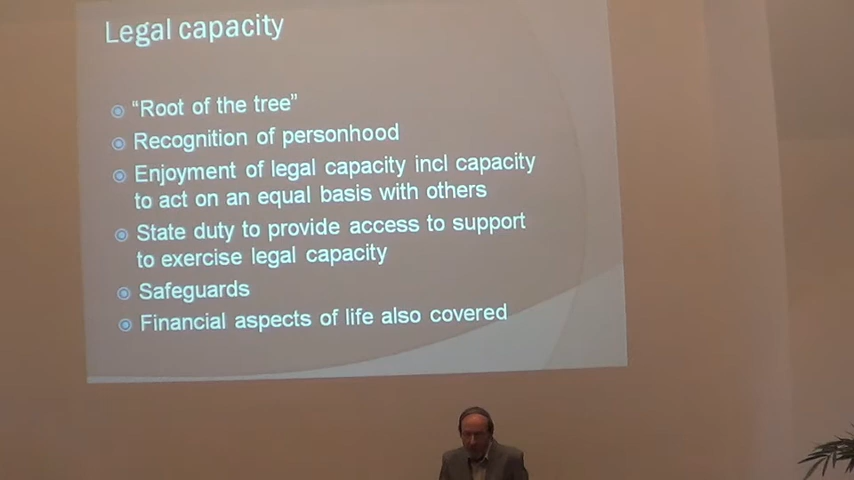 Legal capacity
“Root of the tree”
Recognition of personhood
Enjoyment of legal capacity incl capacity
to act on an equal basis with others
State duty to provide access to support
to exercise legal capacity
Safeguards
Financial aspects of life also covered